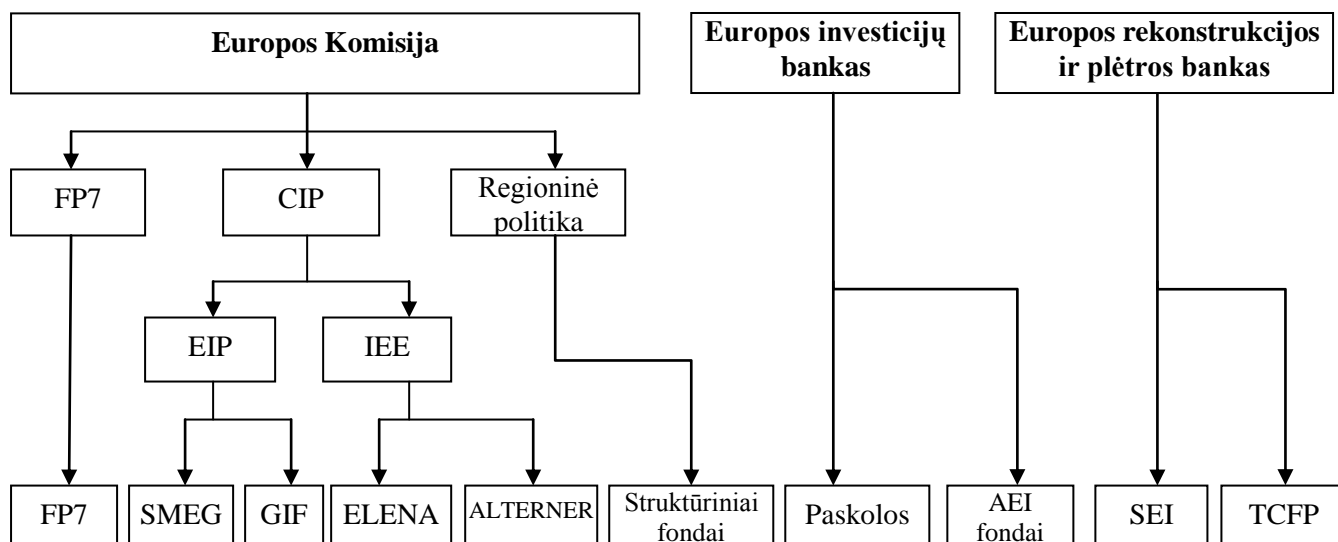 Europos Komisija
Europos investicijų
bankas
Europos rekonstrukcijos
ir plėtros bankas
FP7
CIP
Regioninė
politika
EIP
IEE
FP7
SMEG
GIF
ELENA
ALTERNER
Struktūriniai
fondai
Paskolos
AEI
fondai
SEI
TCFP